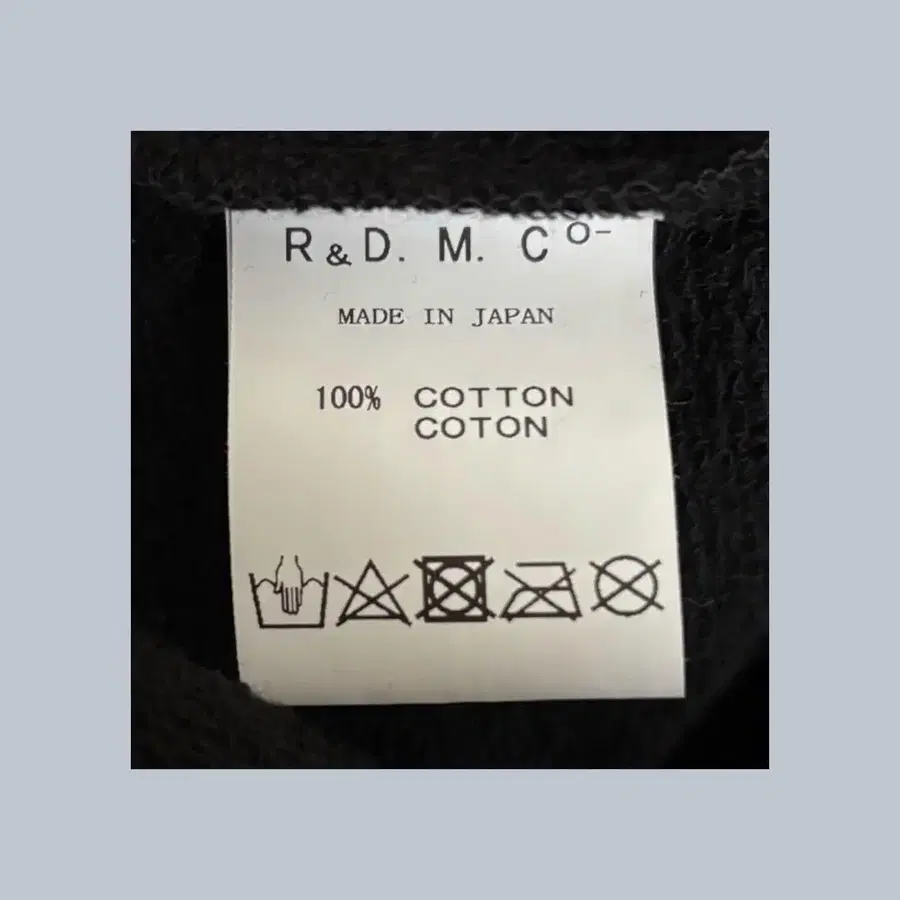 R&D. M. Cº-
MADE IN JAPAN
100% COTTON
COTON